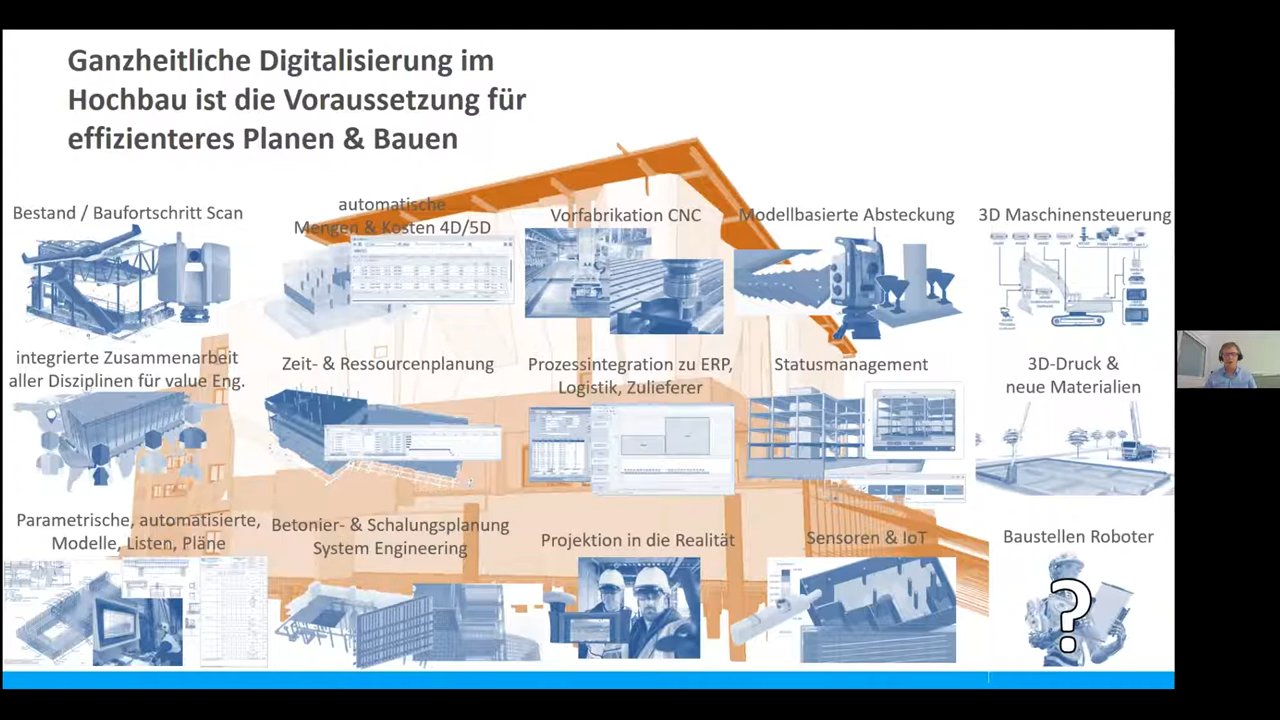 Ganzheitliche Digitalisierung im
Hochbau ist die Voraussetzung für
effizienteres Planen & Bauen
Bestand / Baufortschritt Scan
automatische
Mengen & Kosten 4D/5D
Vorfabrikation CNC
Modellbasierte Absteckung
3D Maschinensteuerung
integrierte Zusammenarbeit
aller Disziplinen für value Eng.
Zeit- & Ressourcenplanung
Prozessintegration zu ERP,
Logistik, Zulieferer
Statusmanagement
3D-Druck &
neue Materialien
Parametrische, automatisierte,
Modelle, Listen, Pläne
Betonier- & Schalungsplanung
System Engineering
Projektion in die Realität
Sensoren & IoT
Baustellen Roboter
?